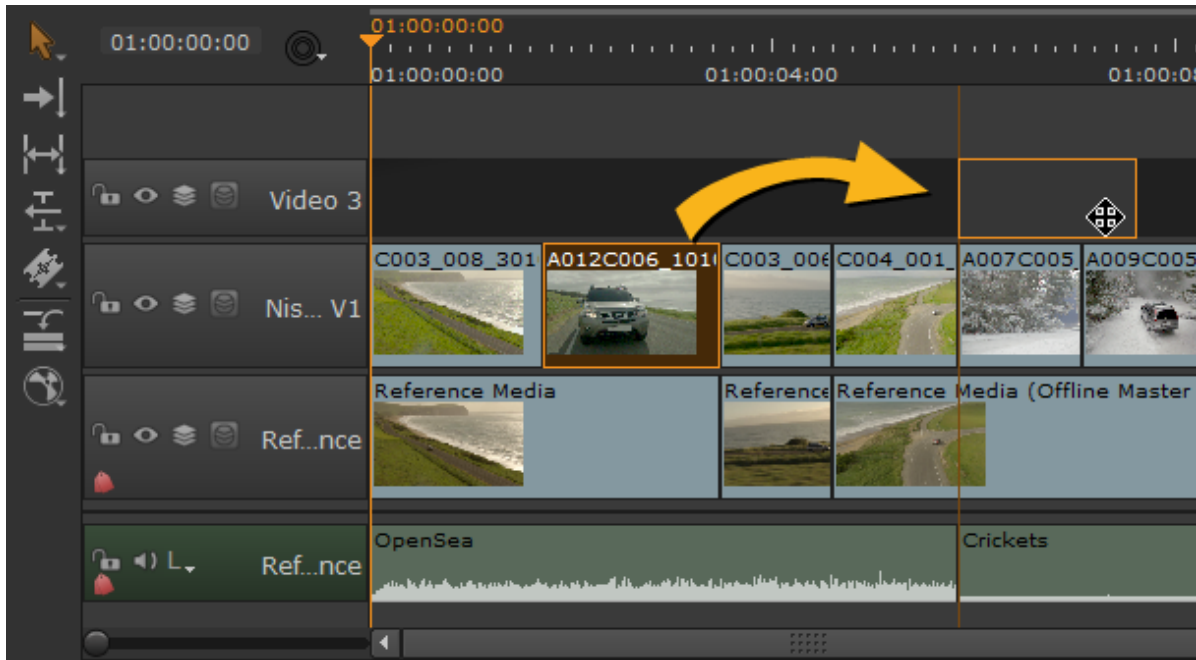 01:00:00:00
01:00:00:00
01:00:00:00 01:00:04:00 01:00:08
Video 3
Nis... V1
C003_008_301 A012C006_101 C003_006 C004_001_ A007C005 A009C005
Ref...nce
Reference Media Reference Reference Media (Offline Master
L
Ref...nce
OpenSea Crickets